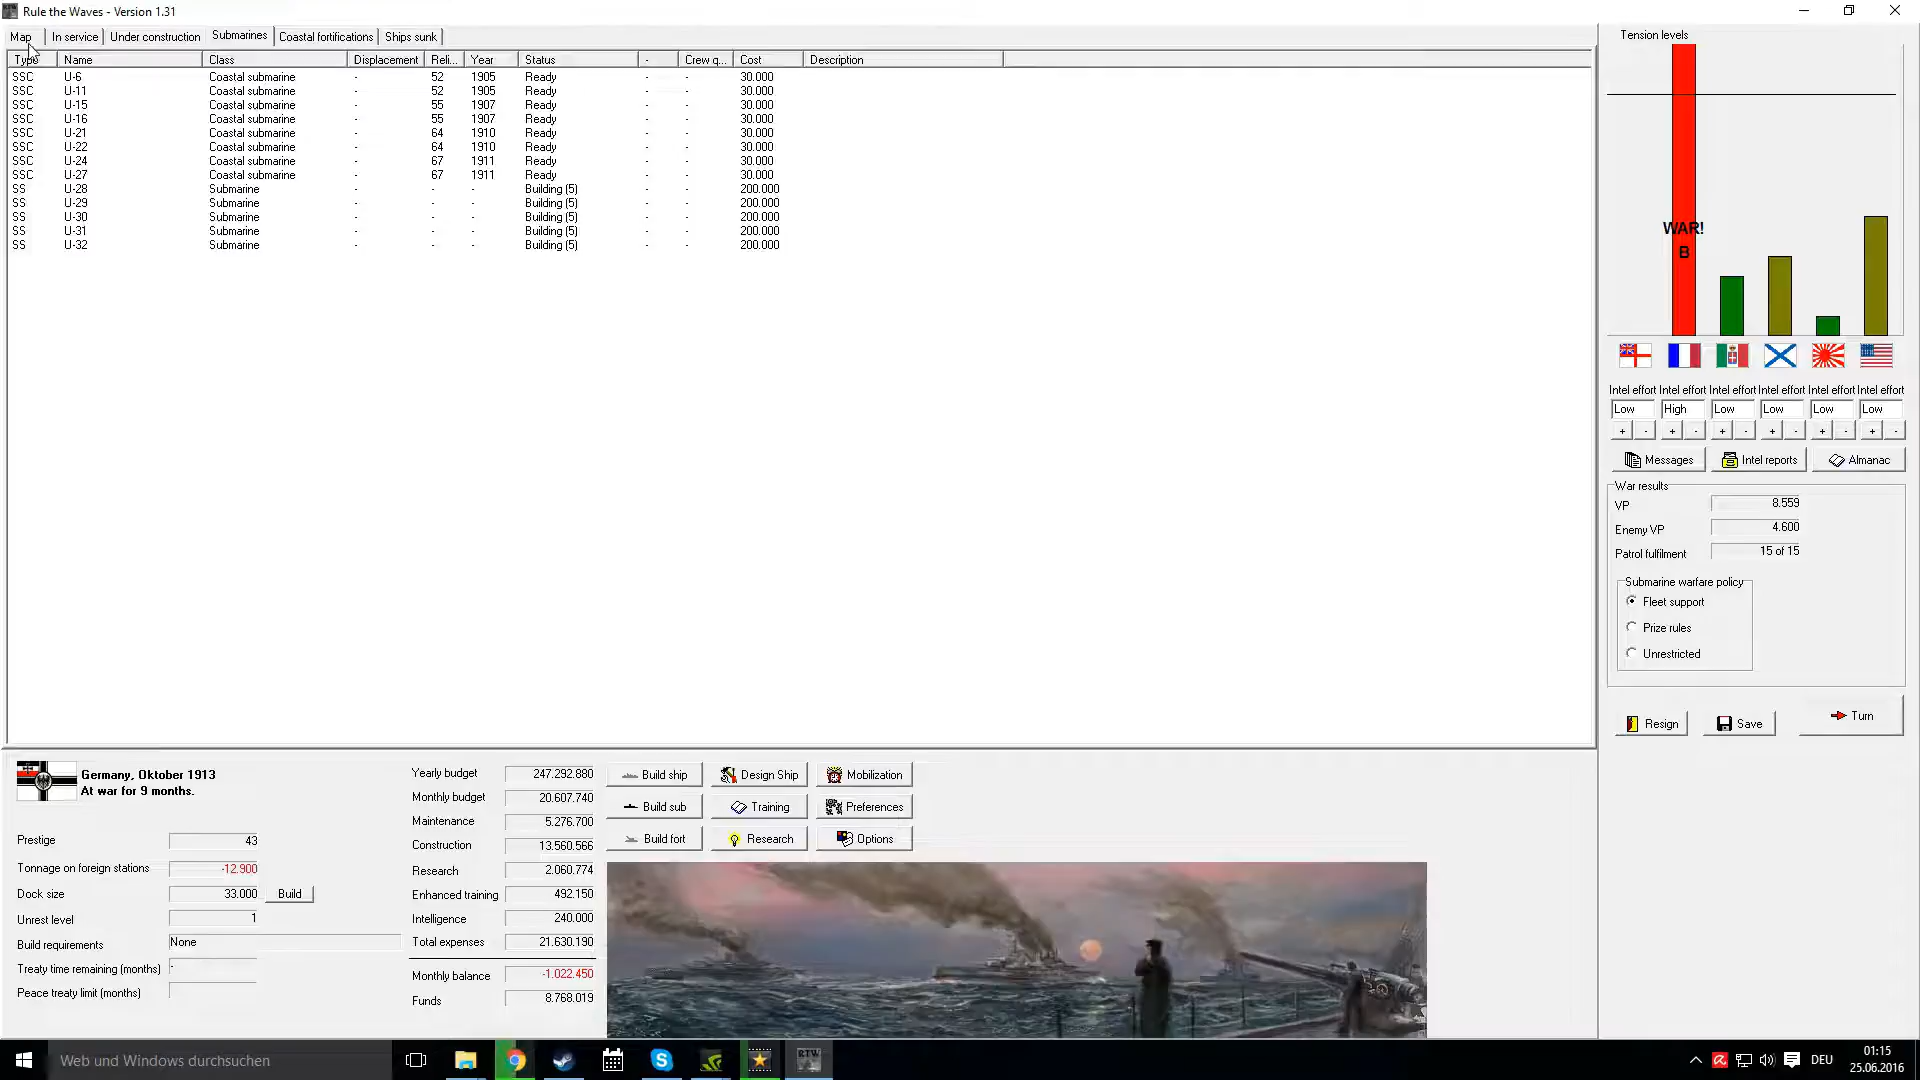 Rule the Waves - Version 1.31
Map In service Under construction Submarines Coastal fortifications Ships sunk
Type Name Class Displacement Reli... Year Status - Crew q... Cost Description
SSC U-6 Coastal submarine - 52 1905 Ready - - 30.000
SSC U-11 Coastal submarine - 52 1905 Ready - - 30.000
SSC U-15 Coastal submarine - 55 1907 Ready - - 30.000
SSC U-16 Coastal submarine - 55 1907 Ready - - 30.000
SSC U-21 Coastal submarine - 64 1910 Ready - - 30.000
SSC U-22 Coastal submarine - 64 1910 Ready - - 30.000
SSC U-24 Coastal submarine - 67 1911 Ready - - 30.000
SSC U-27 Coastal submarine - 67 1911 Ready - - 30.000
SS U-28 Submarine - - - Building (5) - - 200.000
SS U-29 Submarine - - - Building (5) - - 200.000
SS U-30 Submarine - - - Building (5) - - 200.000
SS U-31 Submarine - - - Building (5) - - 200.000
SS U-32 Submarine - - - Building (5) - - 200.000
Tension levels
WAR!
B
Intel effort Intel effort Intel effort Intel effort Intel effort Intel effort
Low High Low Low Low Low
+ - + - + - + - + - + -
Messages Intel reports Almanac
War results
VP 8.559
Enemy VP 4.600
Patrol fulfilment 15 of 15
Submarine warfare policy
Fleet support
Prize rules
Unrestricted
Resign Save Turn
Germany, Oktober 1913
At war for 9 months.
Prestige 43
Tonnage on foreign stations -12.900
Dock size 33.000 Build
Unrest level 1
Build requirements None
Treaty time remaining (months) -
Peace treaty limit (months)
Yearly budget 247.292.880
Monthly budget 20.607.740
Maintenance 5.276.700
Construction 13.560.566
Research 2.060.774
Enhanced training 492.150
Intelligence 240.000
Total expenses 21.630.190
Monthly balance -1.022.450
Funds 8.768.019
Build ship Design Ship Mobilization
Build sub Training Preferences
Build fort Research Options
Web und Windows durchsuchen
RTW
DEU
01:15
25.06.2016